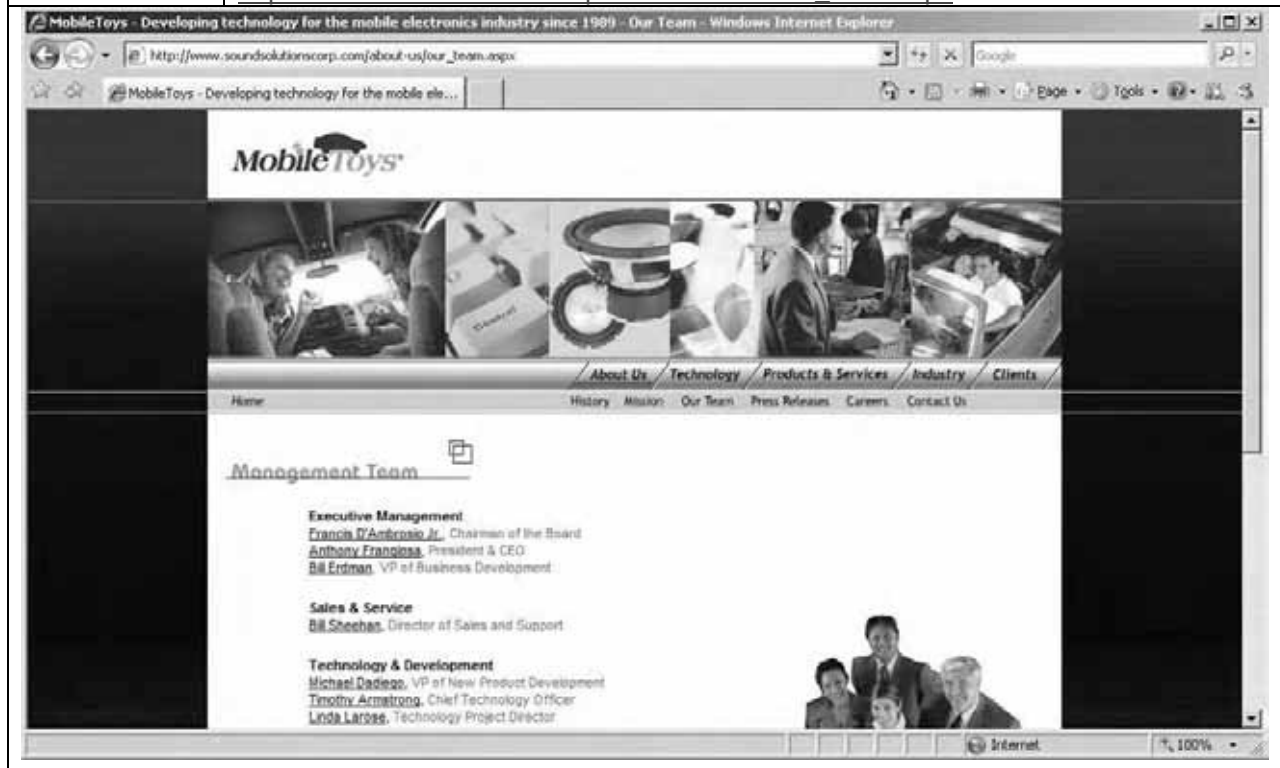 MobileToys - Developing technology for the mobile electronics industry since 1989 - Our Team - Windows Internet Explorer
http://www.soundsolutionscorp.com/about-us/our_team.aspx
Google
MobileToys - Developing technology for the mobile ele...
Page
Tools
MobileToys
About Us / Technology / Products & Services / Industry / Clients
Home
History Mission Our Team Press Releases Careers Contact Us
Management Team
Executive Management
Francis D'Ambrosio Jr., Chairman of the Board
Anthony Frangiosa, President & CEO
Bill Erdman, VP of Business Development
Sales & Service
Bill Sheehan, Director of Sales and Support
Technology & Development
Michael Dadiego, VP of New Product Development
Timothy Armstrong, Chief Technology Officer
Linda Larose, Technology Project Director
Internet
100%